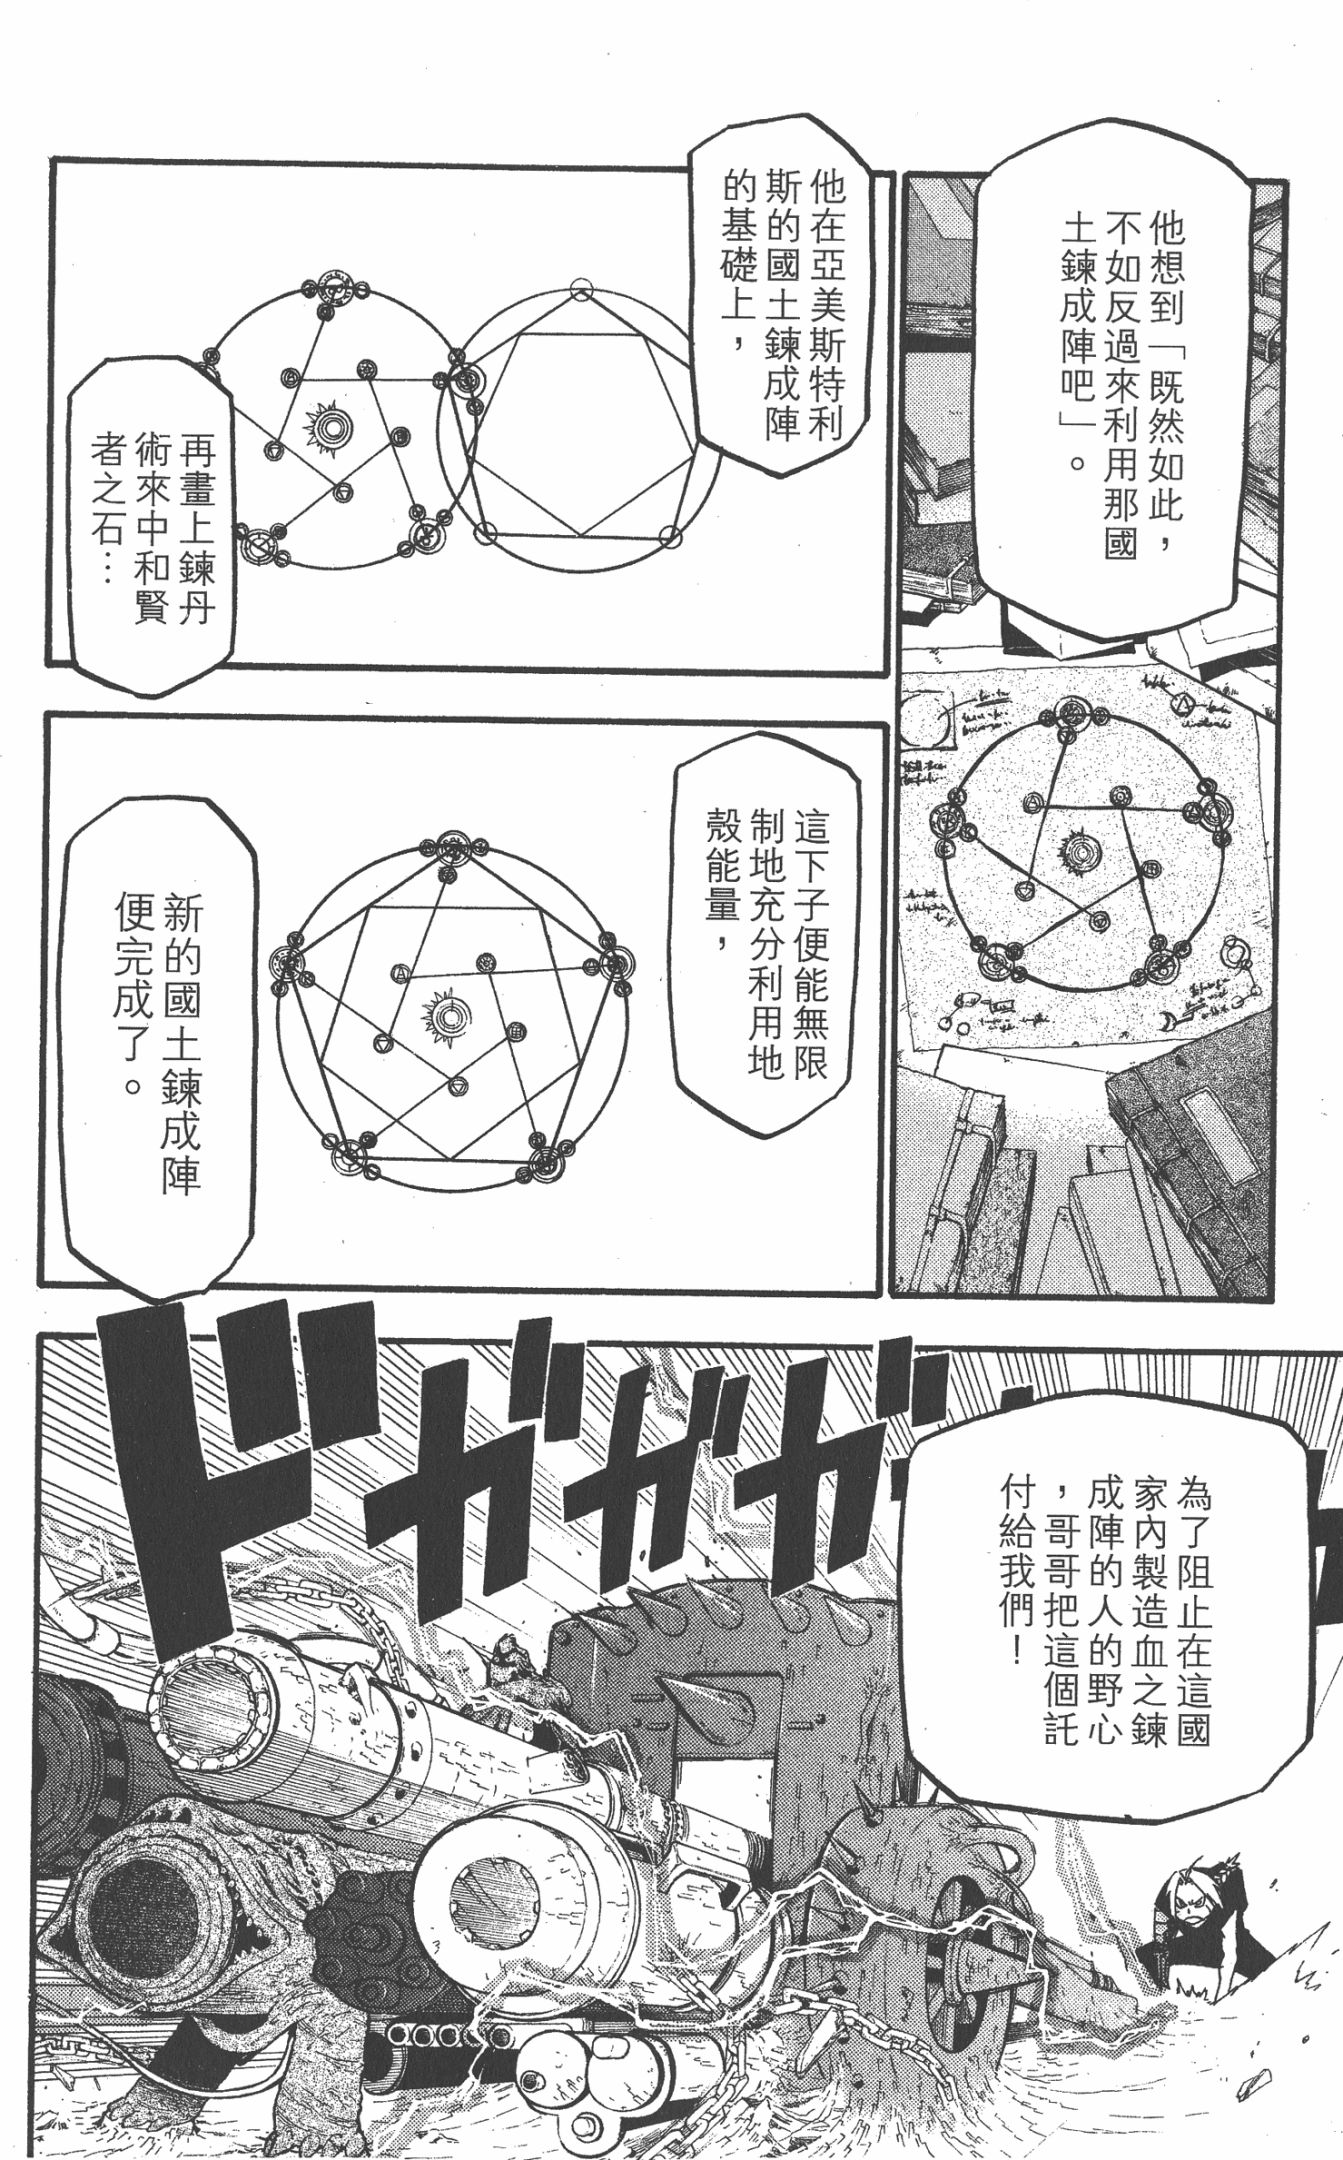 他想到「既然如此，
不如反過來利用那國
土鍊成陣吧」。
他在亞美斯特利
斯的國土鍊成陣
的基礎上，
再畫上鍊丹
術來中和賢
者之石…
這下子便能無限
制地充分利用地
殼能量，
新的國土鍊成陣
便完成了。
為了阻止在這國
家內製造血之鍊
成陣的人的野心
，哥哥把這個託
付給我們！
ドガガガ